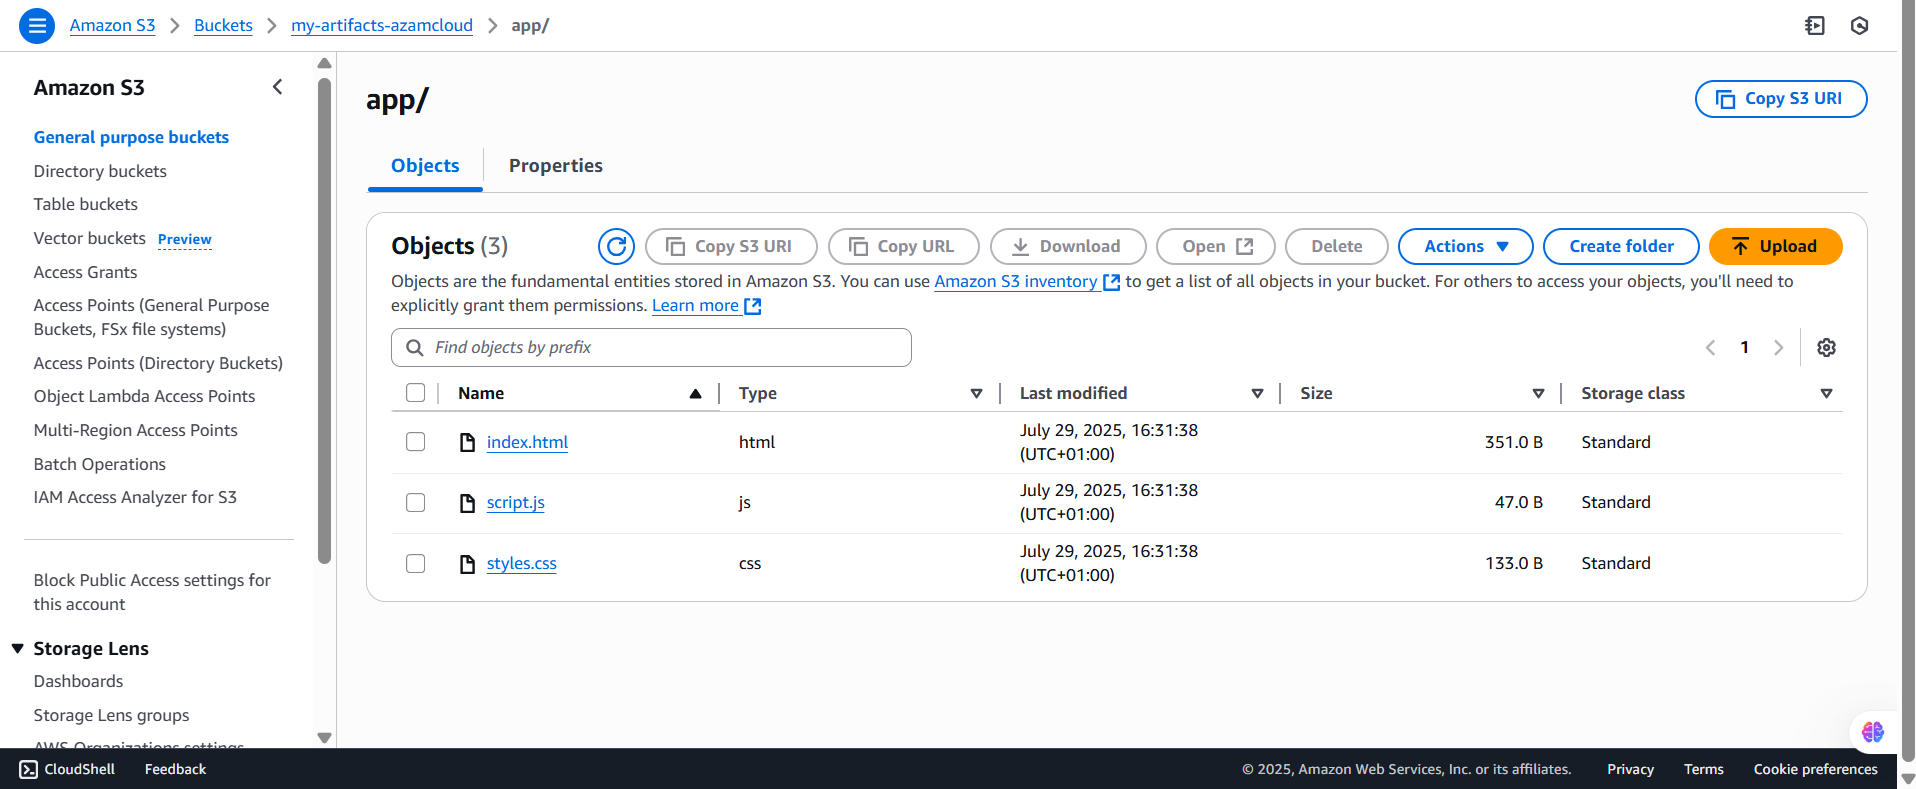 Amazon S3 > Buckets > my-artifacts-azamcloud > app/
Amazon S3
General purpose buckets
Directory buckets
Table buckets
Vector buckets Preview
Access Grants
Access Points (General Purpose
Buckets, FSx file systems)
Access Points (Directory Buckets)
Object Lambda Access Points
Multi-Region Access Points
Batch Operations
IAM Access Analyzer for S3
Block Public Access settings for
this account
Storage Lens
Dashboards
Storage Lens groups
AWS Organizations settings
app/
Copy S3 URI
Objects Properties
Objects (3) Copy S3 URI Copy URL Download Open Delete Actions Create folder Upload
Objects are the fundamental entities stored in Amazon S3. You can use Amazon S3 inventory to get a list of all objects in your bucket. For others to access your objects, you'll need to
explicitly grant them permissions. Learn more
Find objects by prefix
1
Name Type Last modified Size Storage class
index.html html July 29, 2025, 16:31:38 (UTC+01:00) 351.0 B Standard
script.js js July 29, 2025, 16:31:38 (UTC+01:00) 47.0 B Standard
styles.css css July 29, 2025, 16:31:38 (UTC+01:00) 133.0 B Standard
CloudShell Feedback © 2025, Amazon Web Services, Inc. or its affiliates. Privacy Terms Cookie preferences